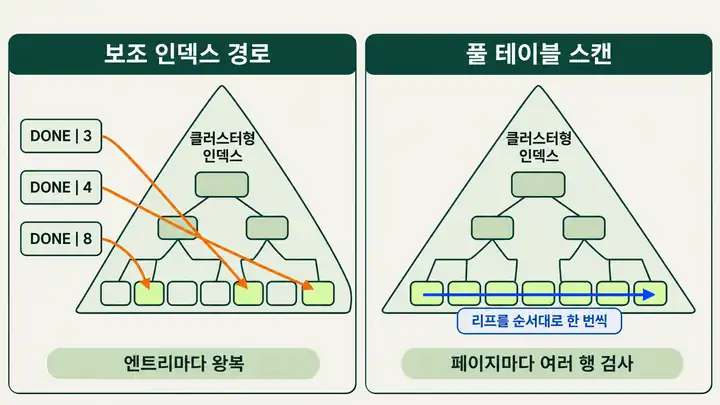 보조 인덱스 경로
DONE | 3
DONE | 4
DONE | 8
클러스터형
인덱스
엔트리마다 왕복
풀 테이블 스캔
클러스터형
인덱스
리프를 순서대로 한 번씩
페이지마다 여러 행 검사